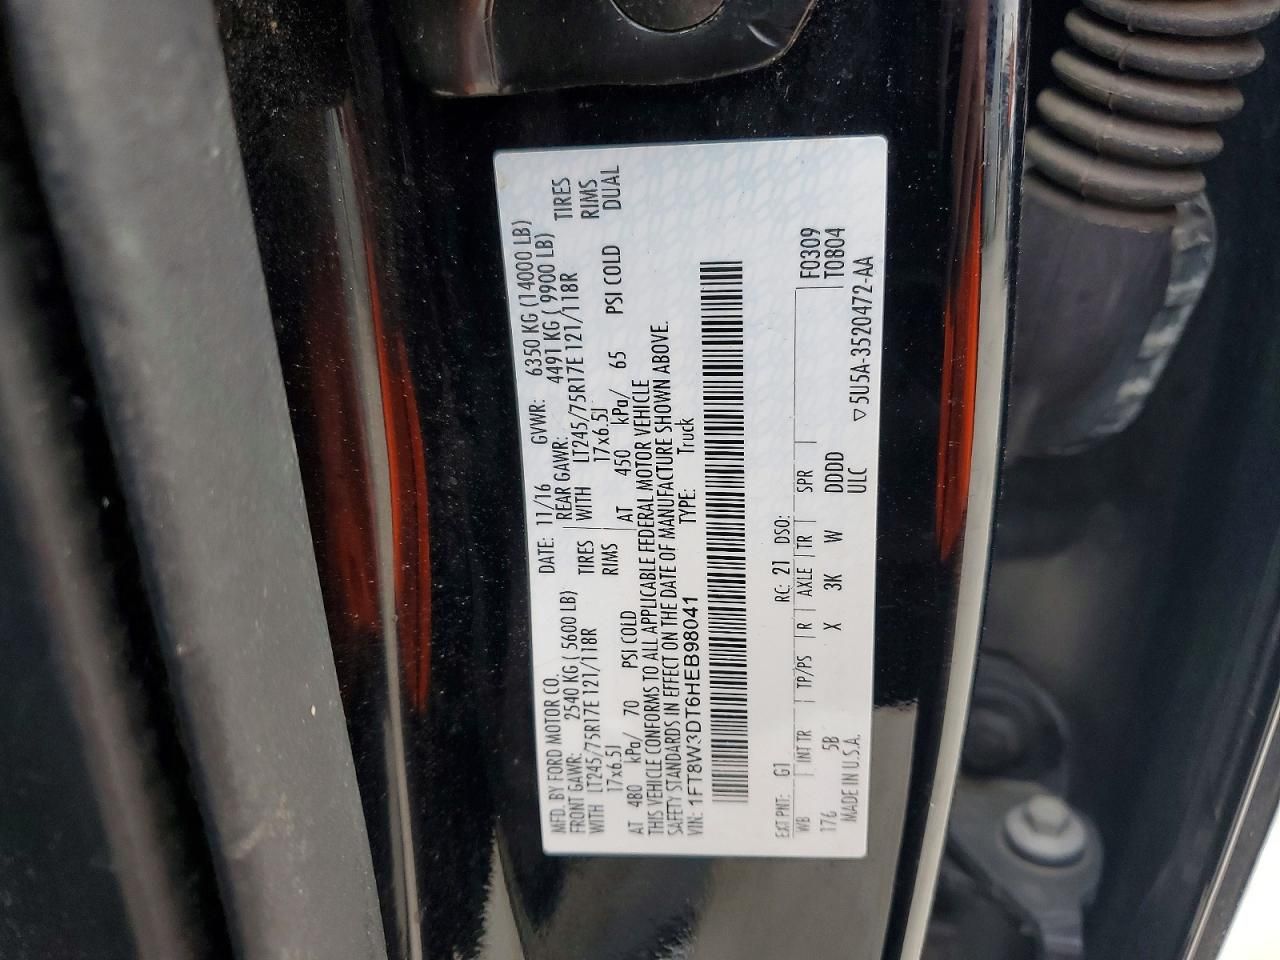 MFD. BY FORD MOTOR CO.
DATE: 11/16 GVWR: 6350 KG (14000 LB)
FRONT GAWR: 2540 KG ( 5600 LB)
REAR GAWR: 4491 KG ( 9900 LB)
WITH LT245/75R17E 121/118R TIRES
WITH LT245/75R17E 121/118R TIRES
17x6.5J RIMS
17x6.5J RIMS
AT 480 kPa/ 70 PSI COLD
AT 450 kPa/ 65 PSI COLD DUAL
THIS VEHICLE CONFORMS TO ALL APPLICABLE FEDERAL MOTOR VEHICLE
SAFETY STANDARDS IN EFFECT ON THE DATE OF MANUFACTURE SHOWN ABOVE.
VIN: 1FT8W3DT6HEB98041 TYPE: Truck
EXT PNT: G1 RC: 21 DSO:
WB INT TR TP/PS R AXLE TR SPR F0309
176 5B X 3K W DDDD T0804
MADE IN U.S.A. ULC
▽ 5U5A-3520472-AA